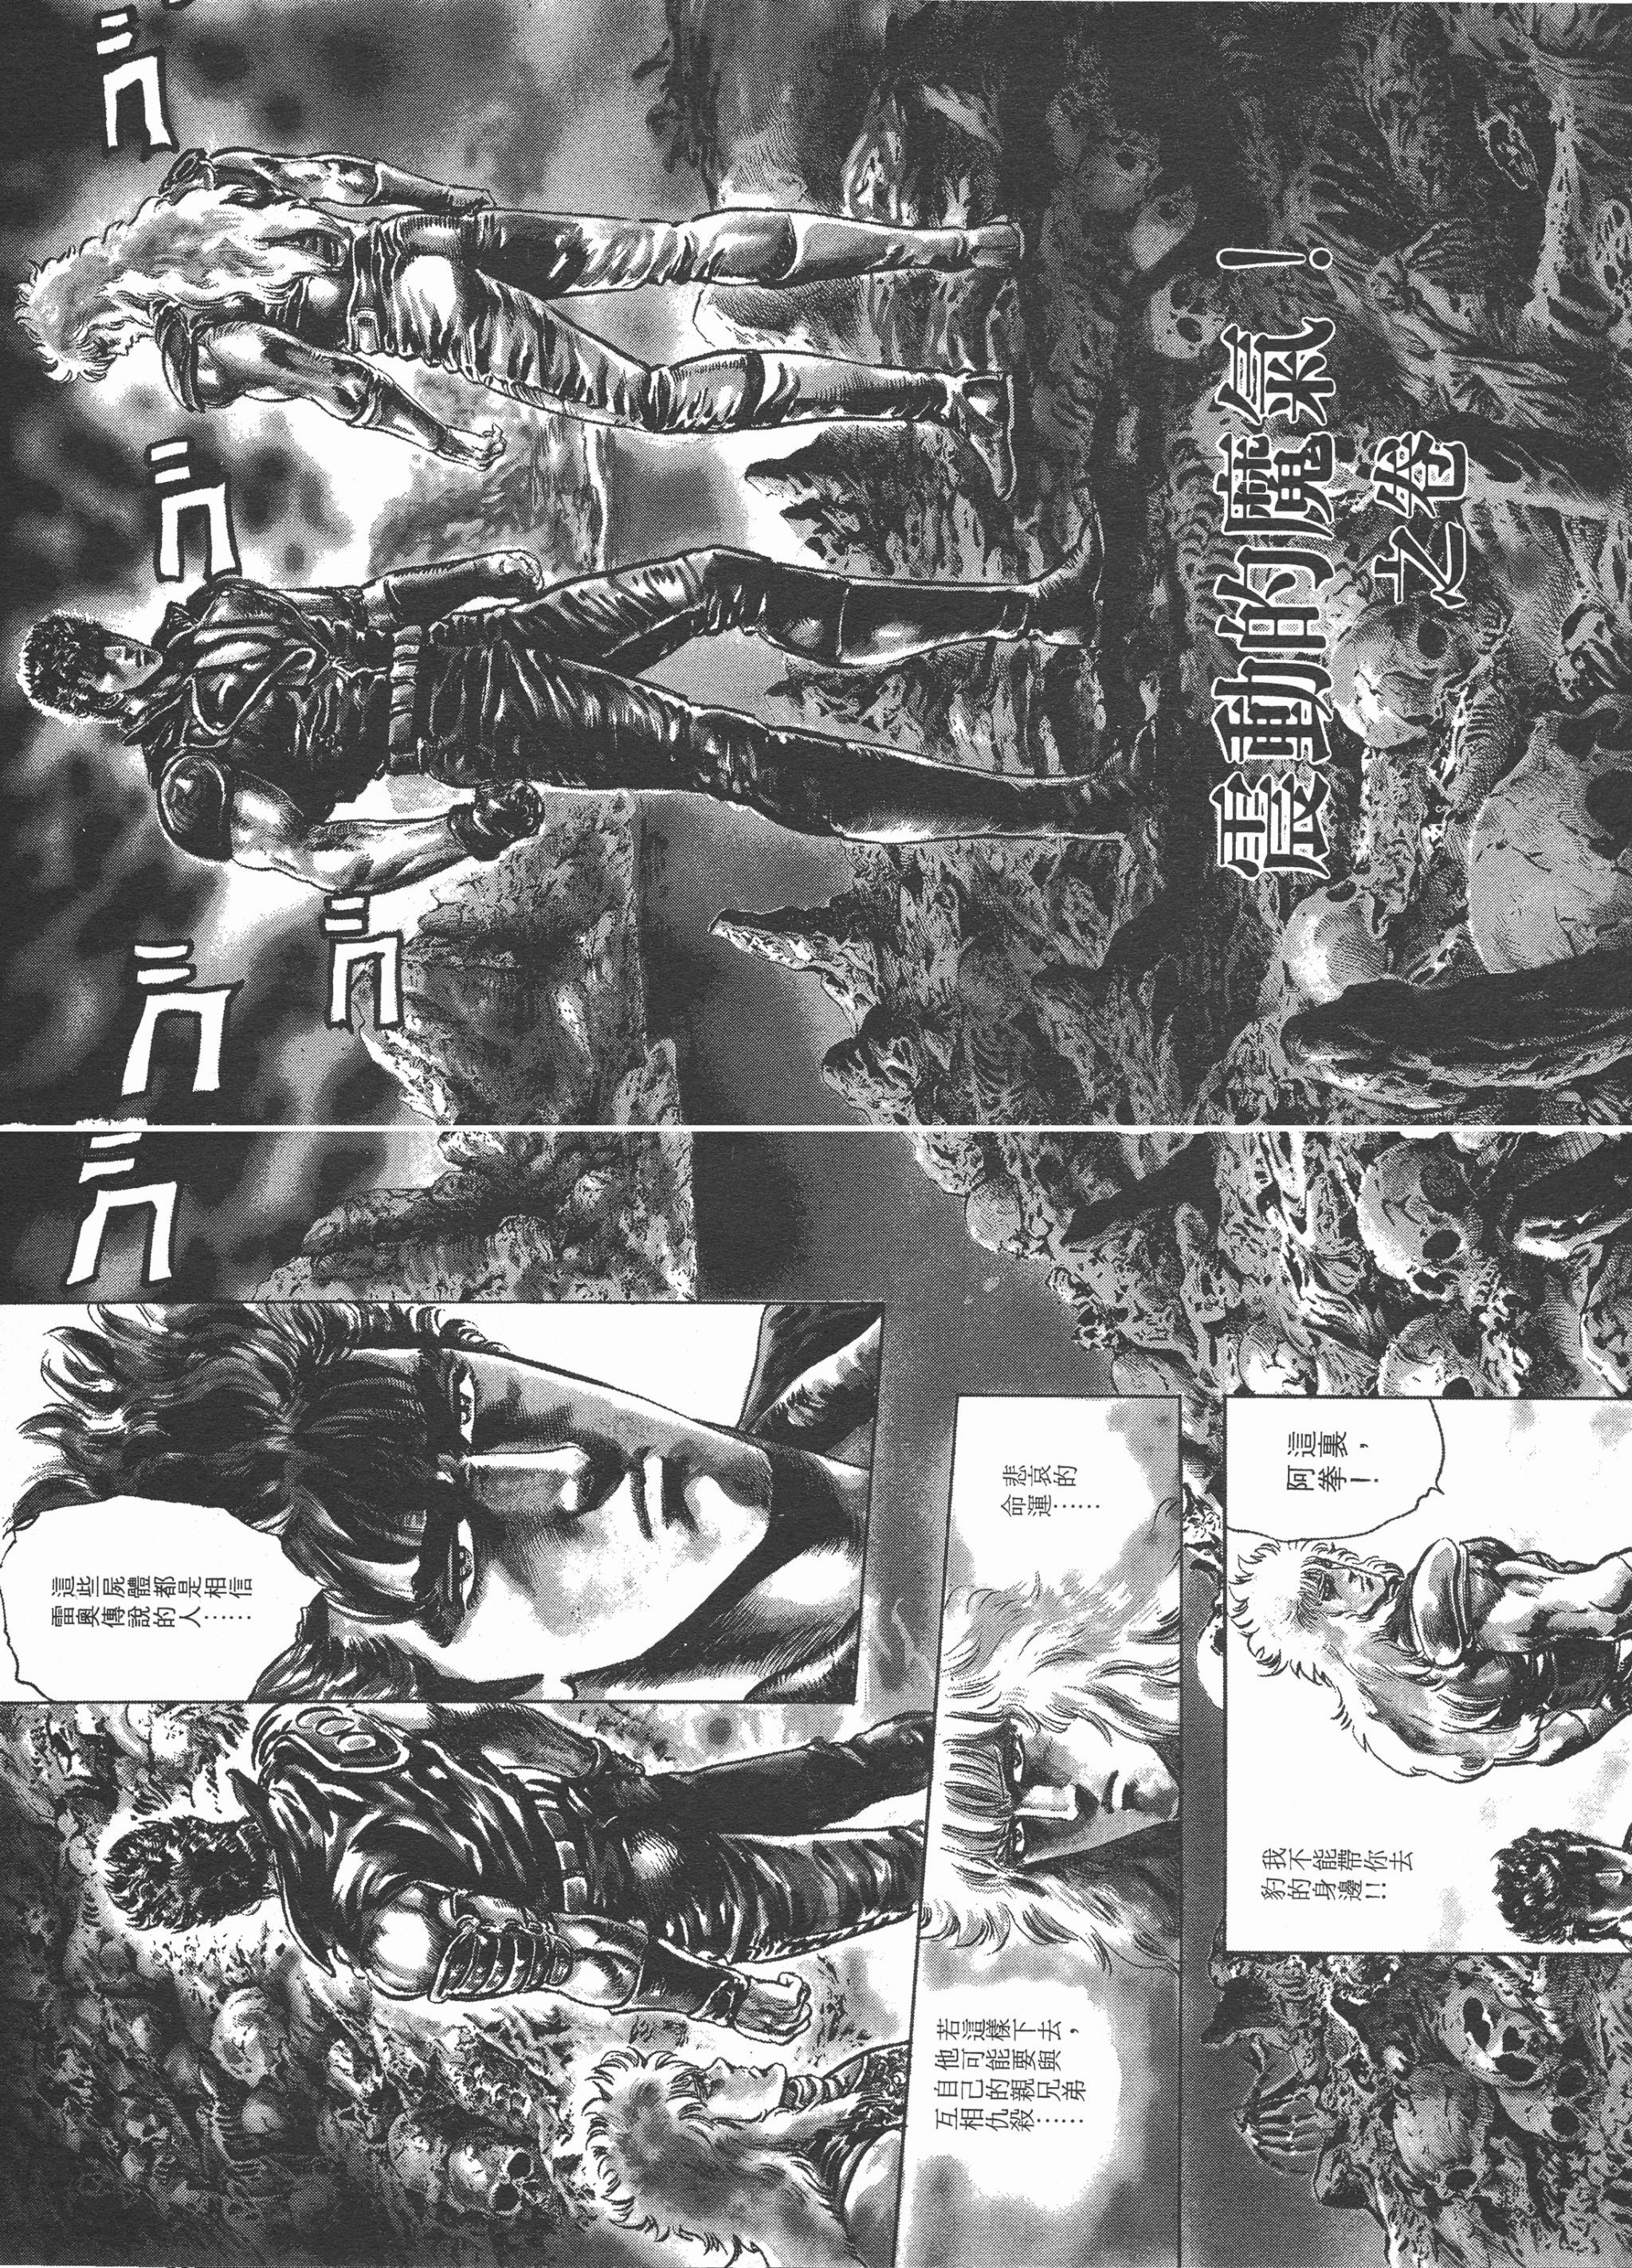 ゴ
ゴ
ゴ
ゴ
ゴ
震動的魔氣！
之卷
這些屍體都是相信
雷奧傳說的人……
悲哀的
命運……
若這樣下去，
他可能要與
自己的親兄弟
互相仇殺……
這裏，
阿拳！
我不能帶你去
豹的身邊!!